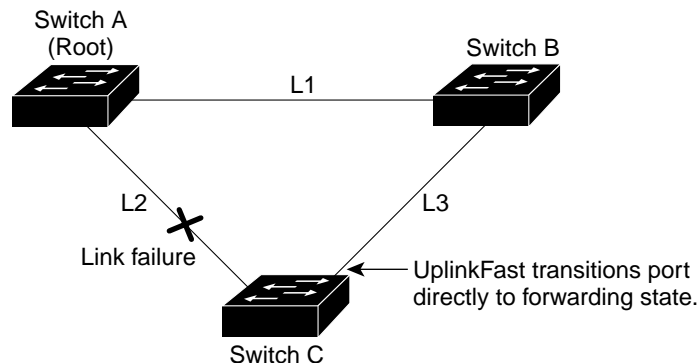 Switch A
(Root)
Switch B
L1
L2
L3
Link failure
UplinkFast transitions port
directly to forwarding state.
Switch C